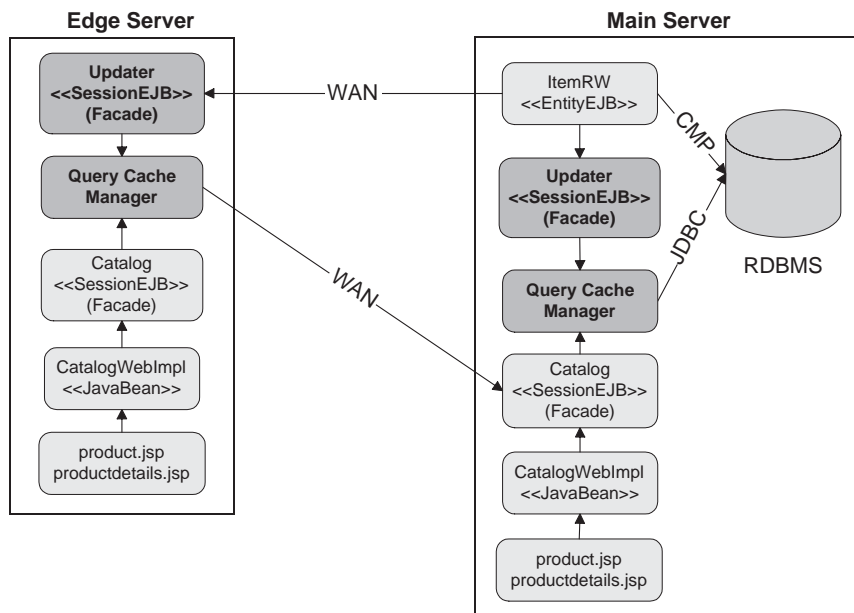 Edge Server
Updater
<<SessionEJB>>
(Facade)
Query Cache
Manager
Catalog
<<SessionEJB>>
(Facade)
CatalogWebImpl
<<JavaBean>>
product.jsp
productdetails.jsp
WAN
WAN
Main Server
ItemRW
<<EntityEJB>>
Updater
<<SessionEJB>>
(Facade)
Query Cache
Manager
Catalog
<<SessionEJB>>
(Facade)
CatalogWebImpl
<<JavaBean>>
product.jsp
productdetails.jsp
CMP
JDBC
RDBMS